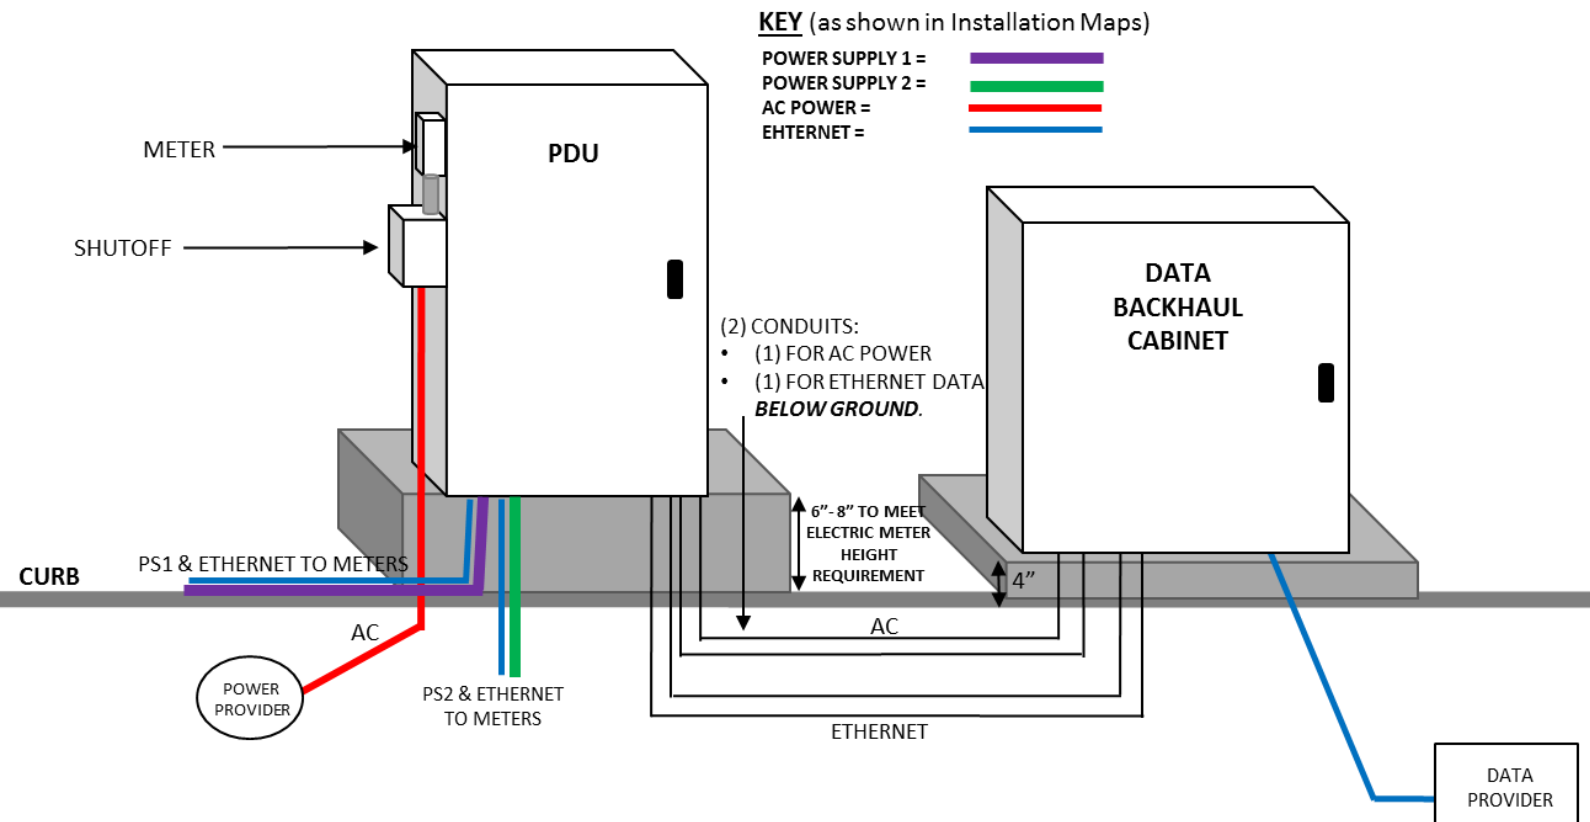 KEY (as shown in Installation Maps)
POWER SUPPLY 1 =
POWER SUPPLY 2 =
AC POWER =
EHTERNET =
METER
PDU
SHUTOFF
DATA
BACKHAUL
CABINET
(2) CONDUITS:
• (1) FOR AC POWER
• (1) FOR ETHERNET DATA
BELOW GROUND.
6”- 8” TO MEET
ELECTRIC METER
HEIGHT
REQUIREMENT
4”
PS1 & ETHERNET TO METERS
CURB
AC
AC
POWER
PROVIDER
PS2 & ETHERNET
TO METERS
ETHERNET
DATA
PROVIDER